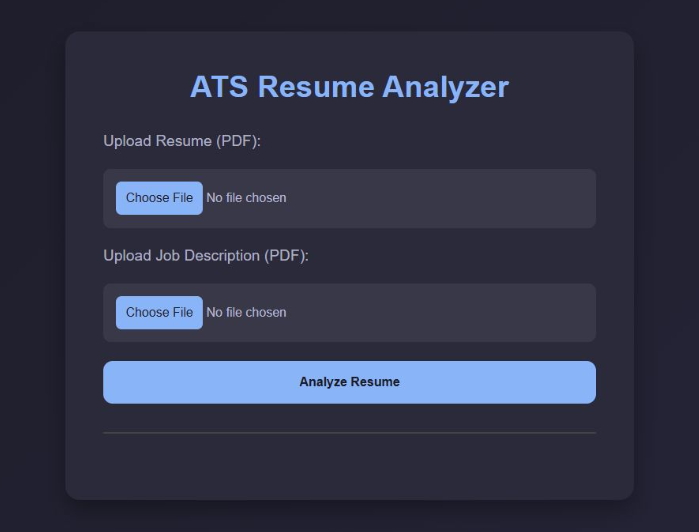 ATS Resume Analyzer
Upload Resume (PDF):
Choose File No file chosen
Upload Job Description (PDF):
Choose File No file chosen
Analyze Resume